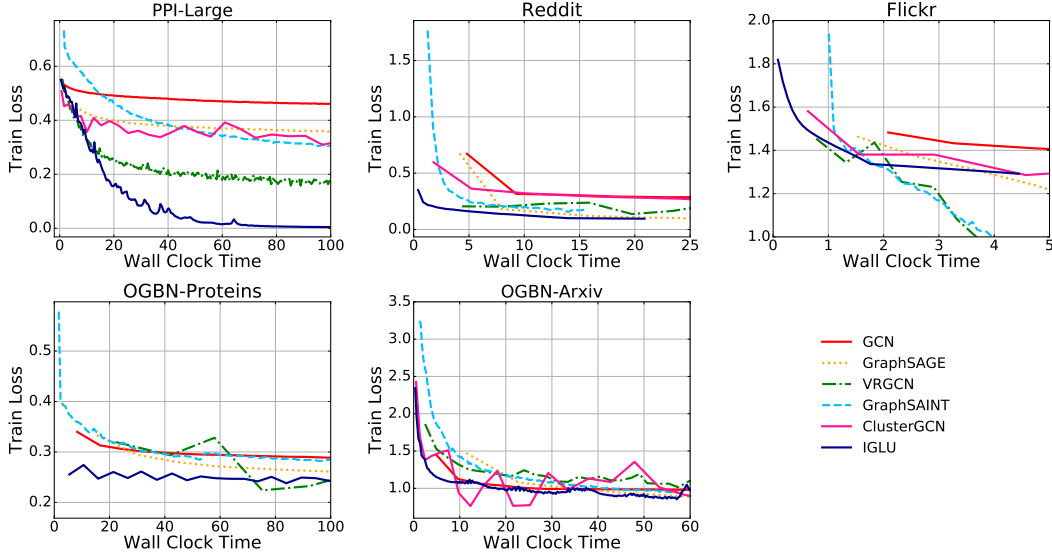 PPI-Large
Train Loss
0.6
0.4
0.2
0.0
0 20 40 60 80 100
Wall Clock Time
Reddit
Train Loss
1.5
1.0
0.5
0.0
0 5 10 15 20 25
Wall Clock Time
Flickr
Train Loss
2.0
1.8
1.6
1.4
1.2
1.0
0 1 2 3 4 5
Wall Clock Time
OGBN-Proteins
Train Loss
0.5
0.4
0.3
0.2
0 20 40 60 80 100
Wall Clock Time
OGBN-Arxiv
Train Loss
3.5
3.0
2.5
2.0
1.5
1.0
0 10 20 30 40 50 60
Wall Clock Time
GCN
GraphSAGE
VRGCN
GraphSAINT
ClusterGCN
IGLU